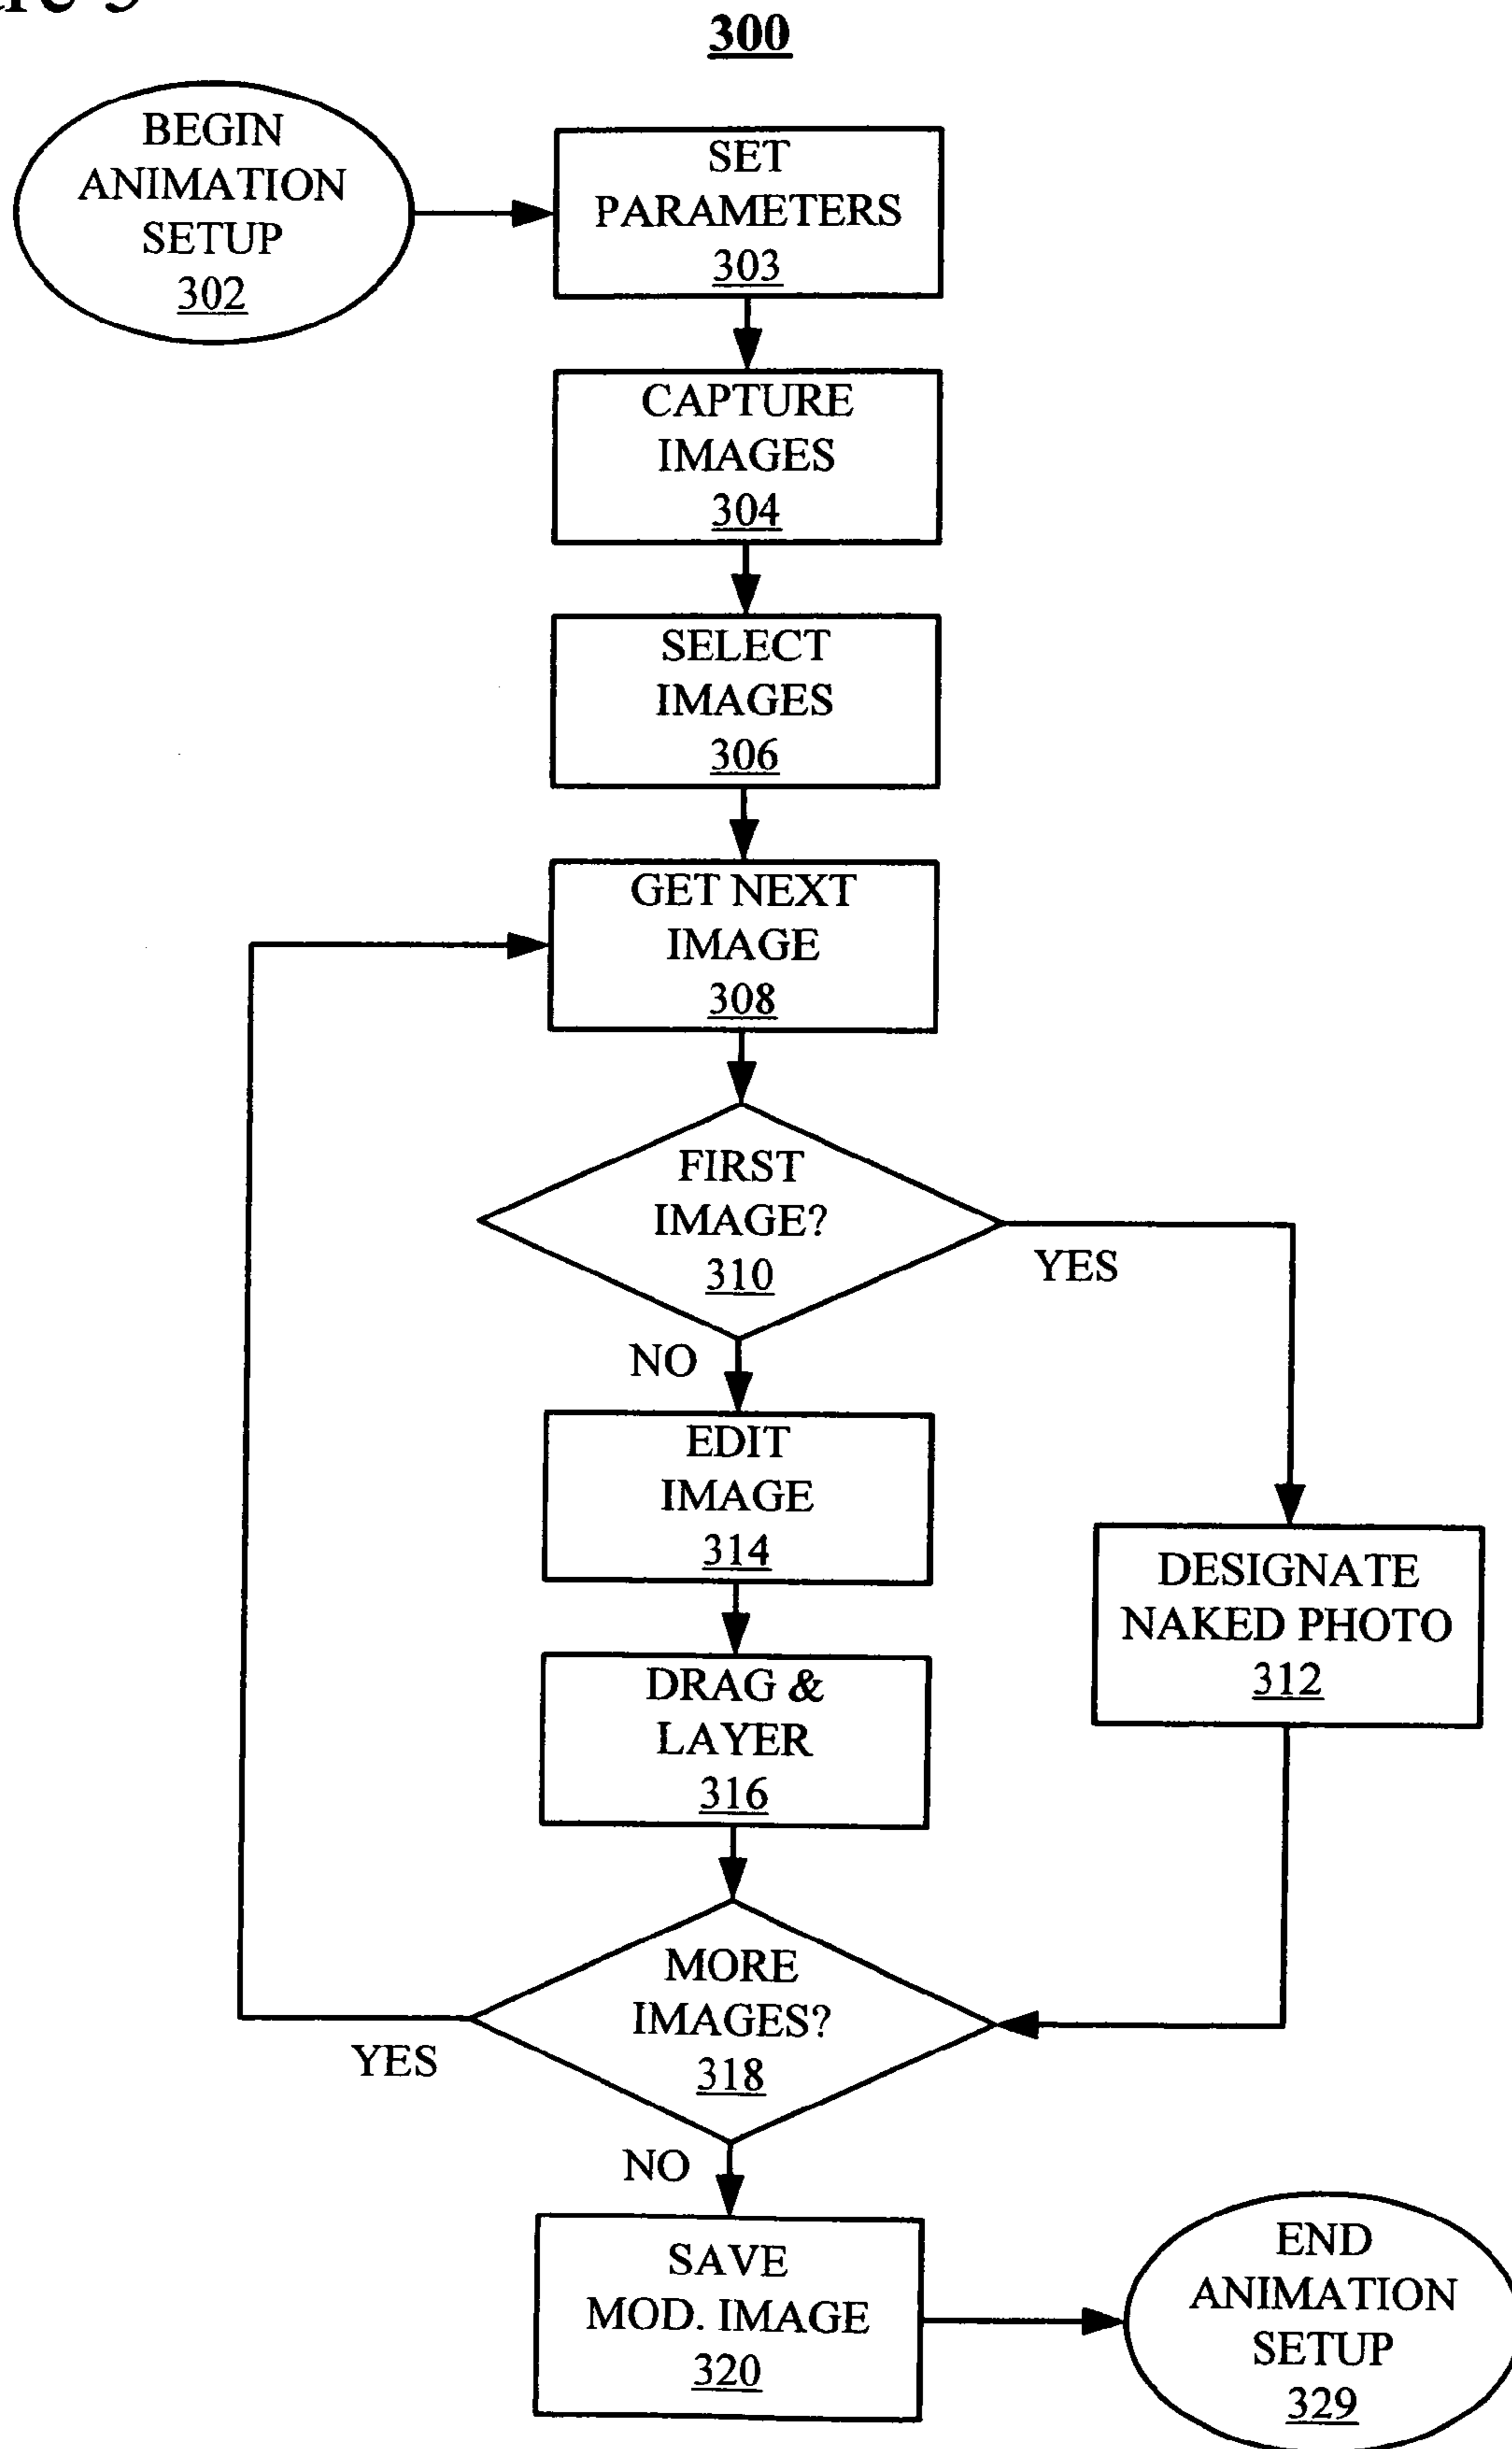 300
BEGIN
ANIMATION
SETUP
302
SET
PARAMETERS
303
CAPTURE
IMAGES
304
SELECT
IMAGES
306
GET NEXT
IMAGE
308
FIRST
IMAGE?
310
YES
NO
EDIT
IMAGE
314
DESIGNATE
NAKED PHOTO
312
DRAG &
LAYER
316
MORE
IMAGES?
318
YES
NO
SAVE
MOD. IMAGE
320
END
ANIMATION
SETUP
329